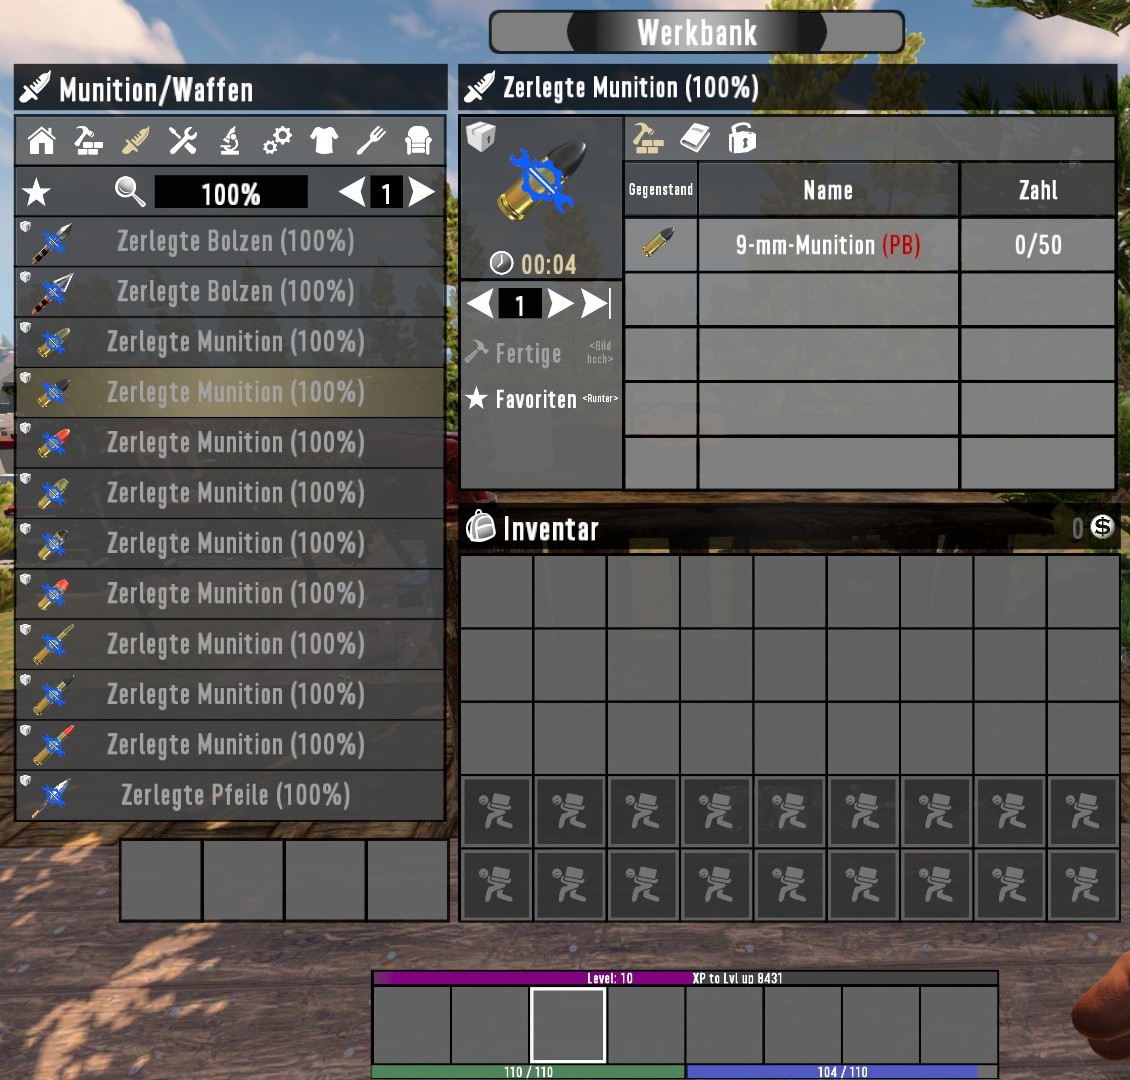 Werkbank
Munition/Waffen
100%
1
Zerlegte Bolzen (100%)
Zerlegte Bolzen (100%)
Zerlegte Munition (100%)
Zerlegte Munition (100%)
Zerlegte Munition (100%)
Zerlegte Munition (100%)
Zerlegte Munition (100%)
Zerlegte Munition (100%)
Zerlegte Munition (100%)
Zerlegte Munition (100%)
Zerlegte Munition (100%)
Zerlegte Pfeile (100%)
Zerlegte Munition (100%)
00:04
1
Fertige <Bild
hoch>
Favoriten <Runter>
Gegenstand Name Zahl
9-mm-Munition (PB) 0/50
Inventar 0
Level: 10 XP to Lvl up 8431
110 / 110 104 / 110